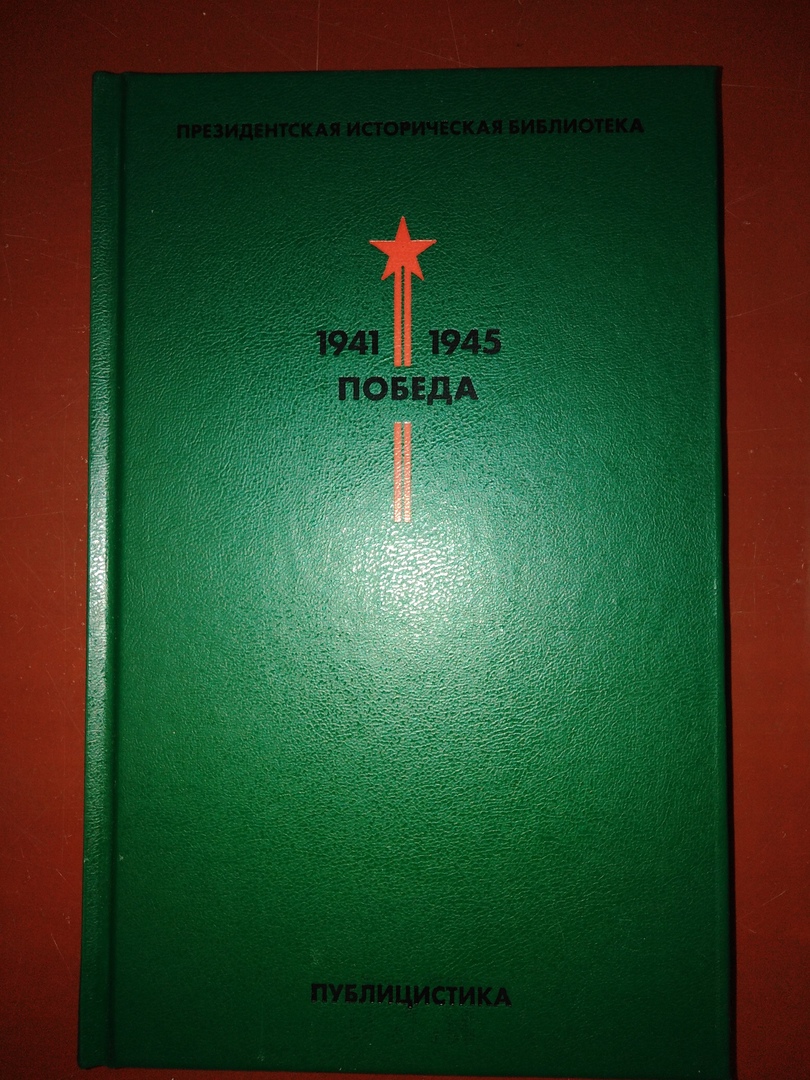 ПРЕЗИДЕНТСКАЯ ИСТОРИЧЕСКАЯ БИБЛИОТЕКА
1941 1945
ПОБЕДА
ПУБЛИЦИСТИКА